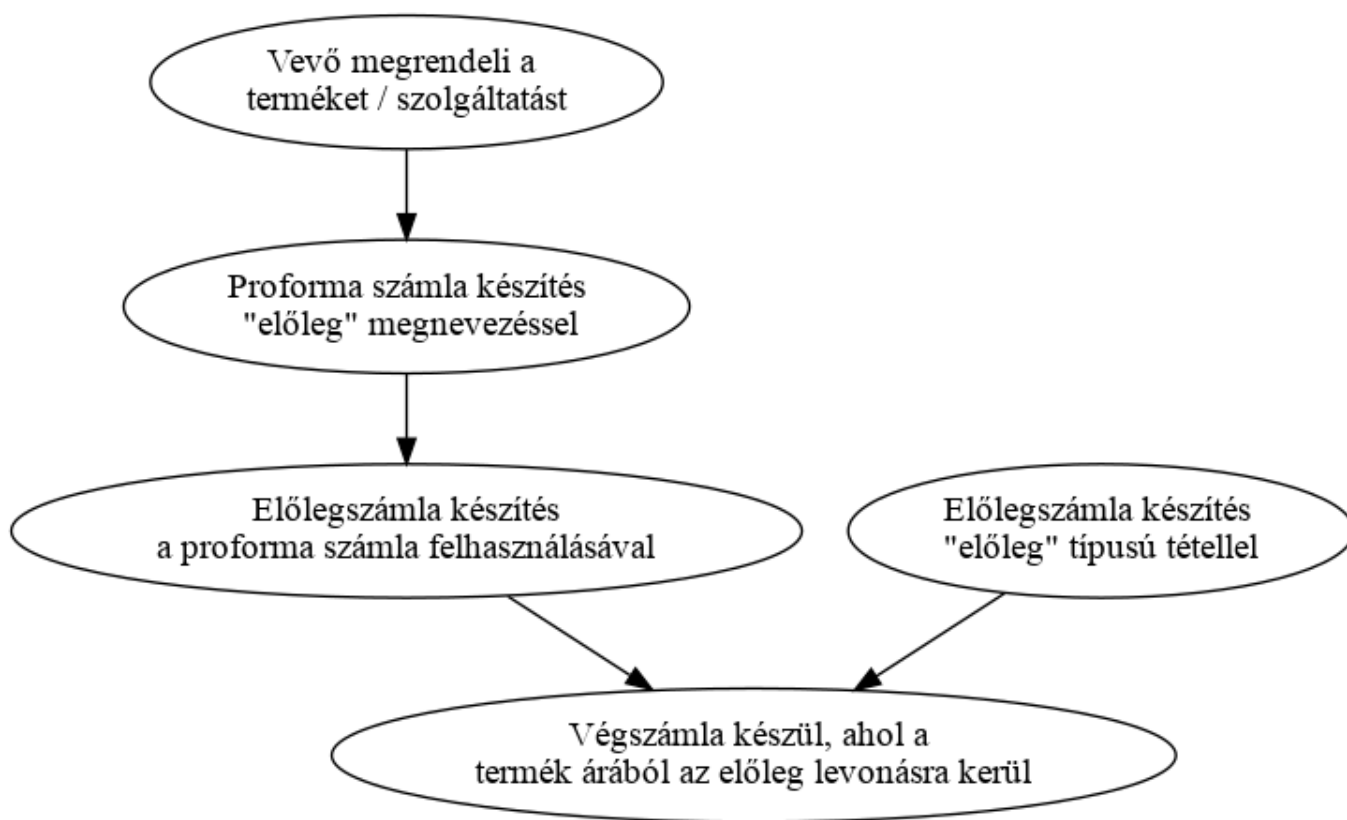 Vevő megrendeli a
terméket / szolgáltatást
Proforma számla készítés
"előleg" megnevezéssel
Előlegszámla készítés
a proforma számla felhasználásával
Előlegszámla készítés
"előleg" típusú tétellel
Végszámla készül, ahol a
termék árából az előleg levonásra kerül